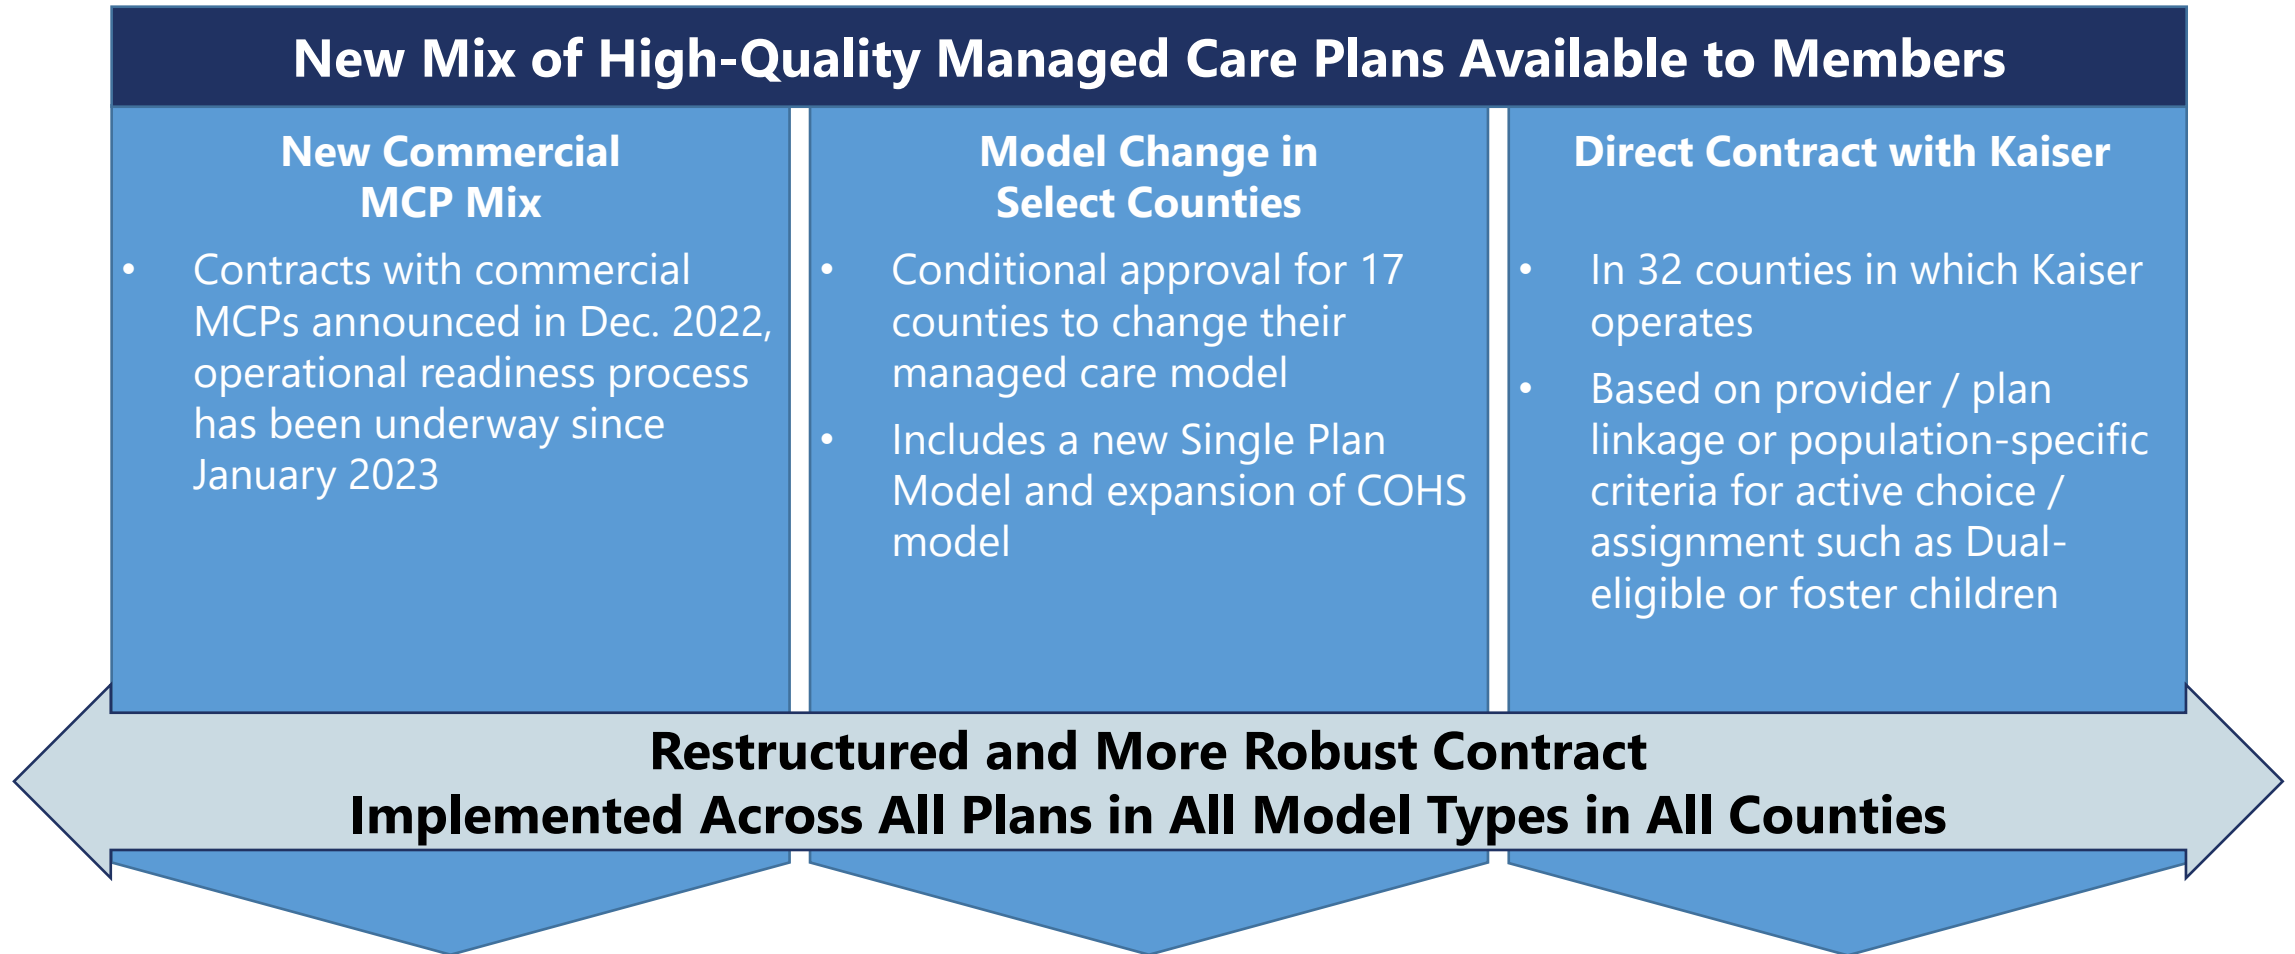 New Mix of High-Quality Managed Care Plans Available to Members
New Commercial
MCP Mix
• Contracts with commercial
MCPs announced in Dec. 2022,
operational readiness process
has been underway since
January 2023
Model Change in
Select Counties
• Conditional approval for 17
counties to change their
managed care model
• Includes a new Single Plan
Model and expansion of COHS
model
Direct Contract with Kaiser
• In 32 counties in which Kaiser
operates
• Based on provider / plan
linkage or population-specific
criteria for active choice /
assignment such as Dual-
eligible or foster children
Restructured and More Robust Contract
Implemented Across All Plans in All Model Types in All Counties